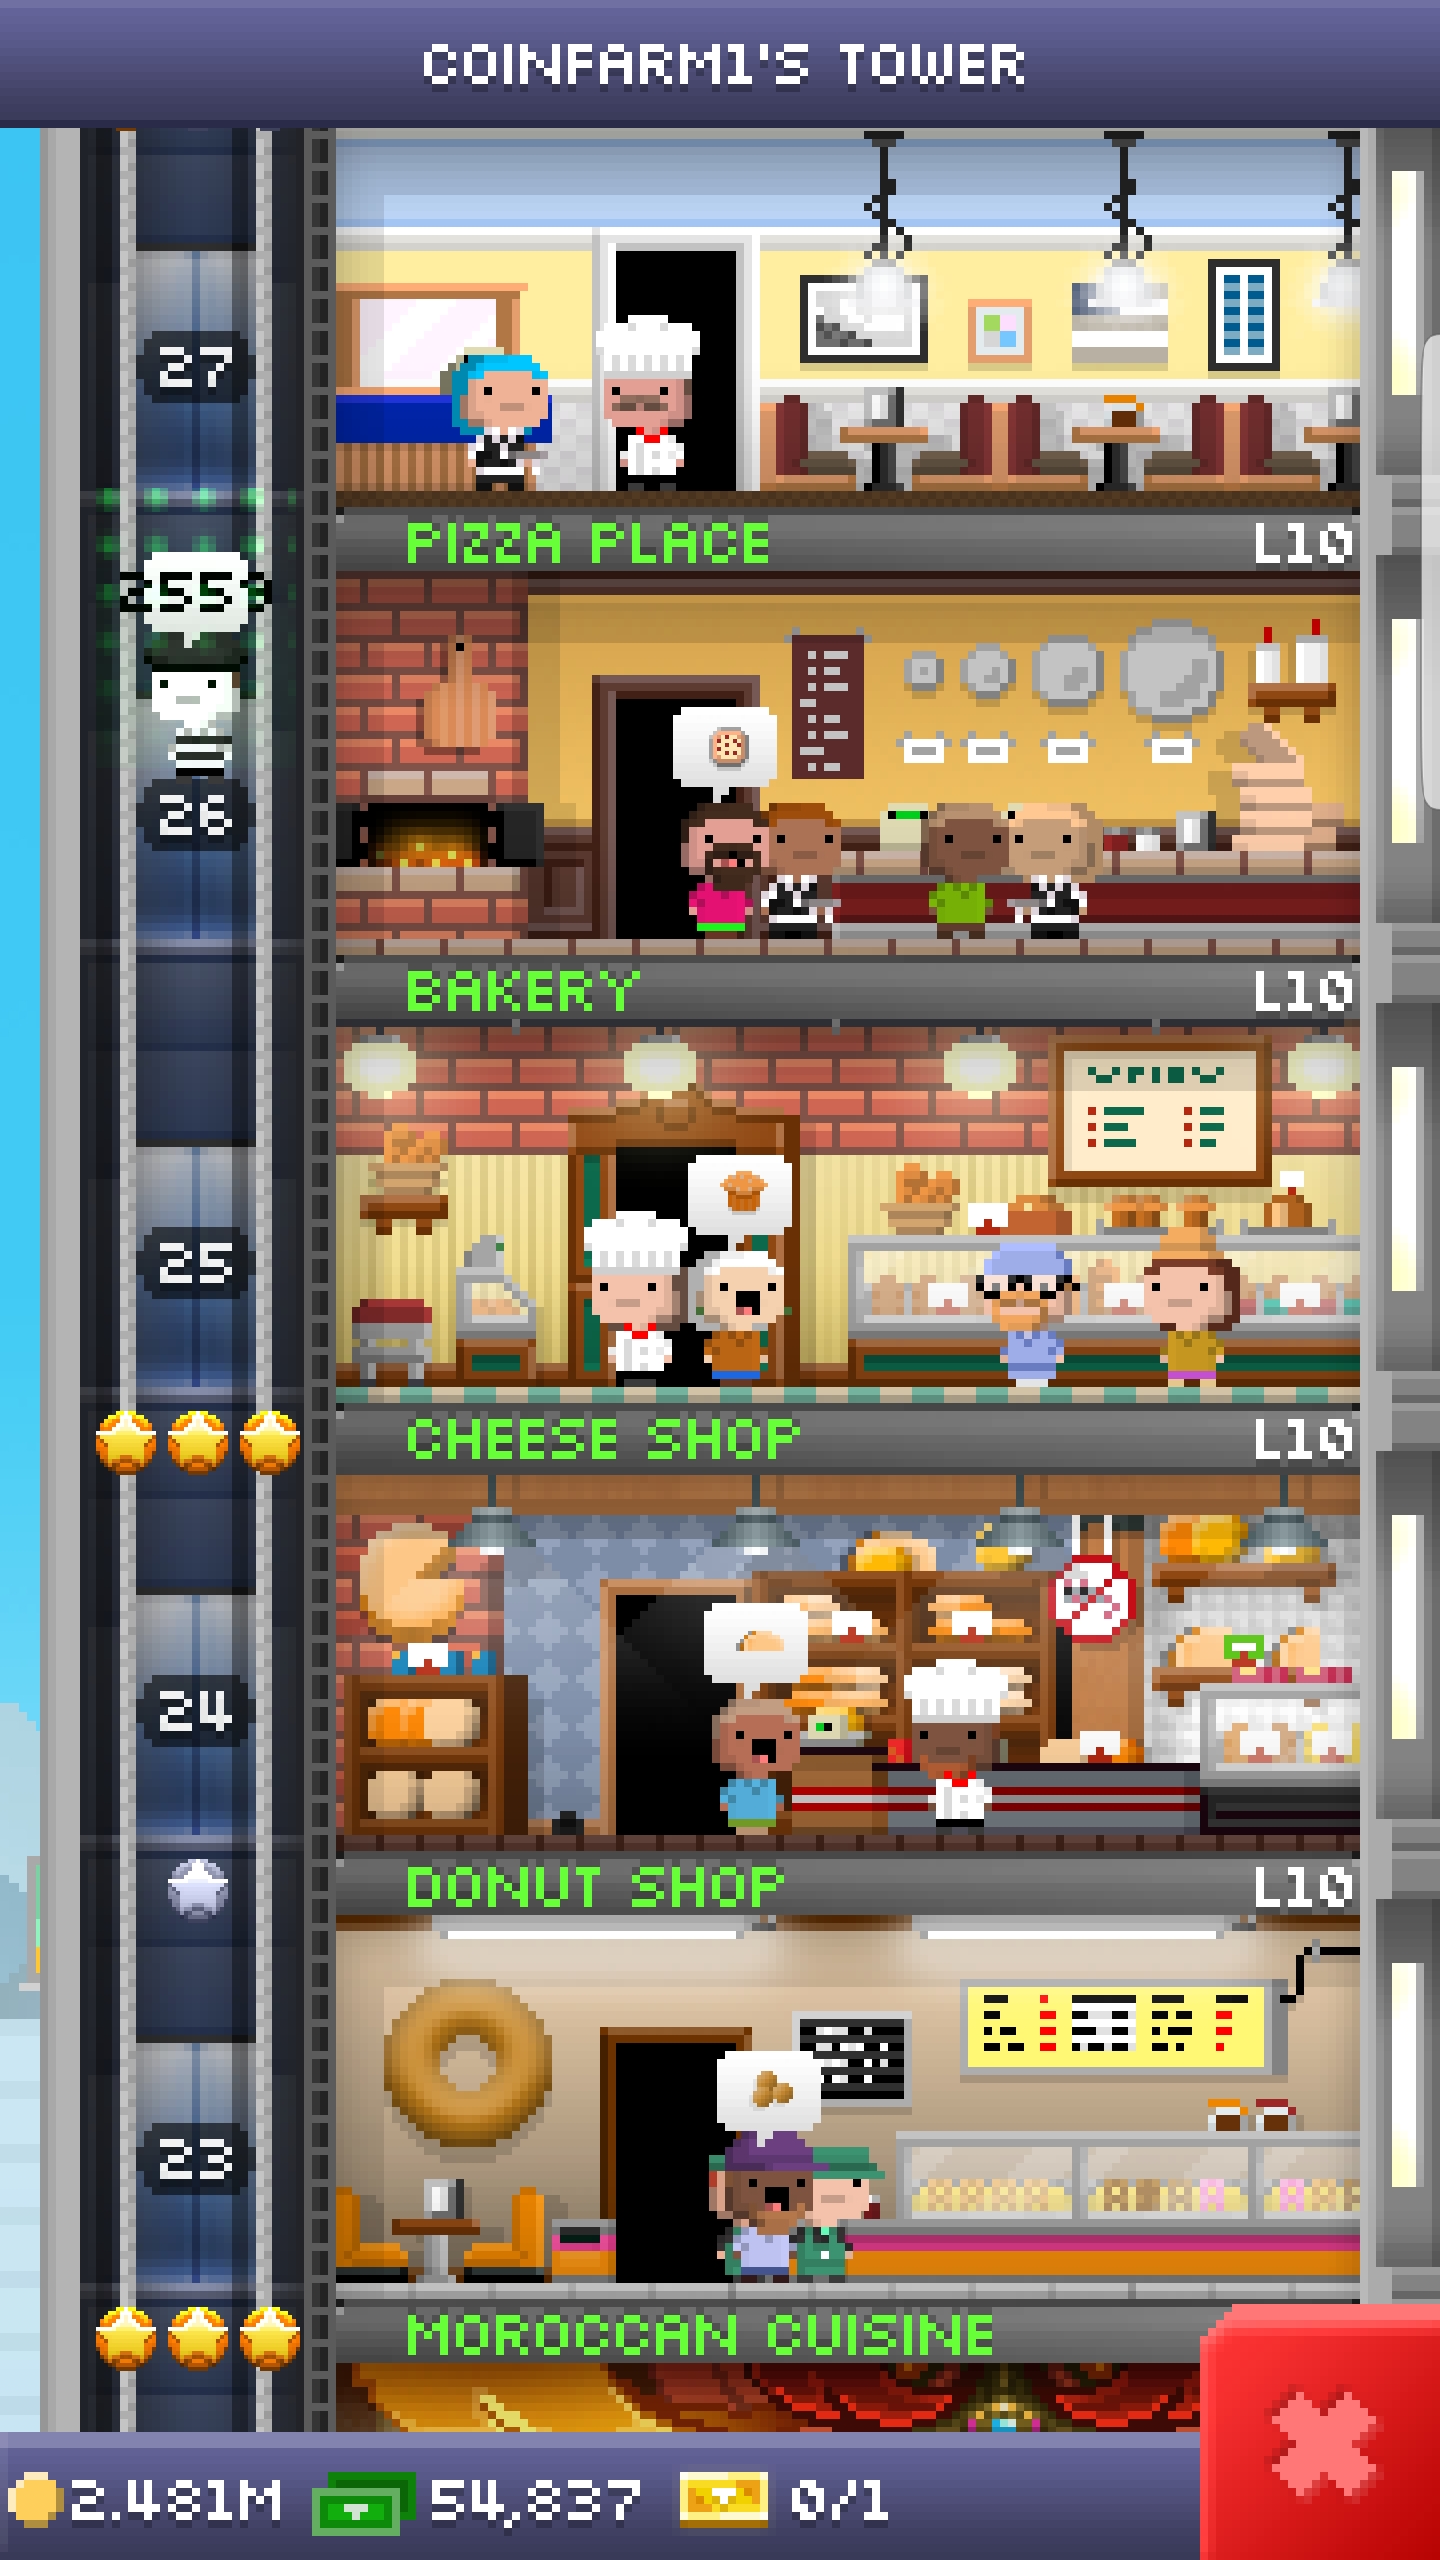 COINFARM1'S TOWER
27
PIZZA PLACE L10
255?
26
BAKERY L10
25
CHEESE SHOP L10
24
DONUT SHOP L10
23
MOROCCAN CUISINE
2.481M 54,837 0/1